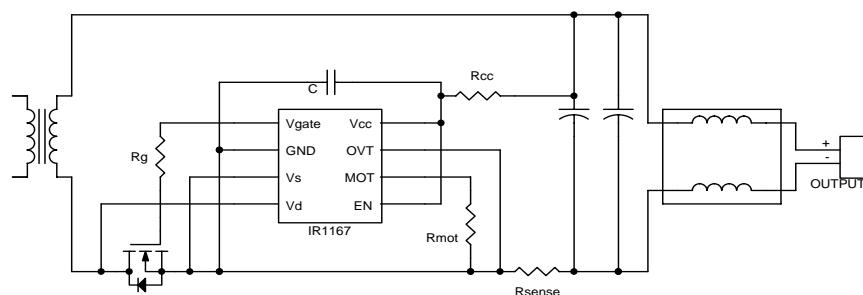 C
Rcc
Vgate
Vcc
GND
OVT
Vs
MOT
Vd
EN
IR1167
Rg
Rmot
Rsense
+
-
OUTPUT